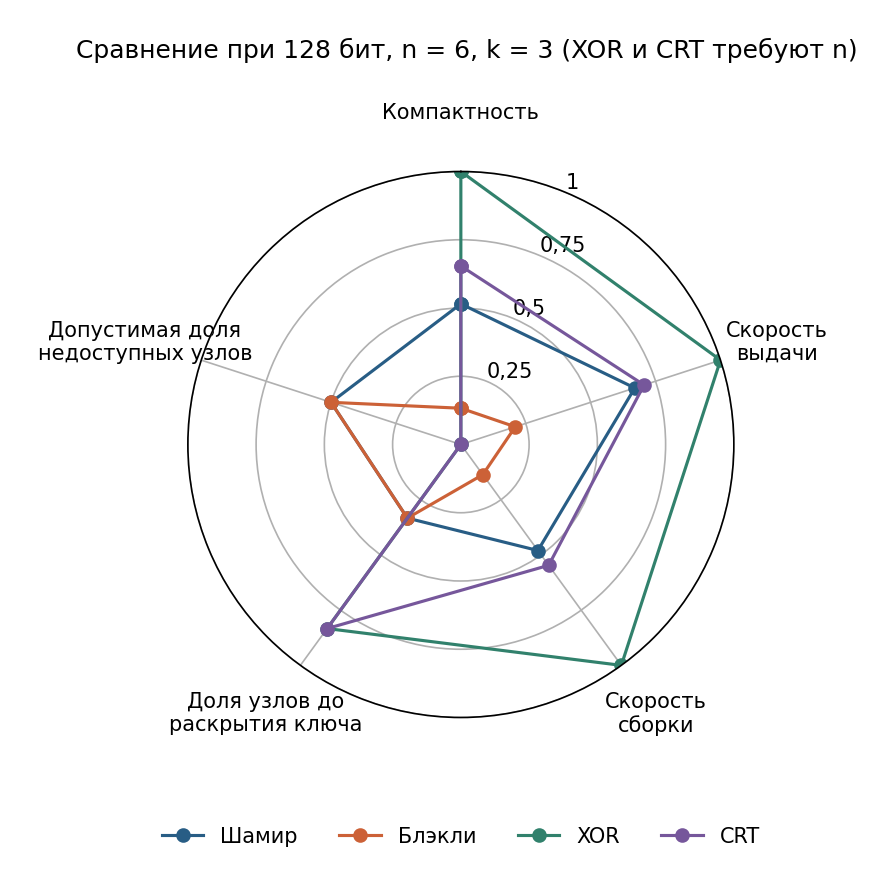 Сравнение при 128 бит, n = 6, k = 3 (XOR и CRT требуют n)
Компактность
1
0,75
0,5
0,25
Скорость
выдачи
Допустимая доля
недоступных узлов
Доля узлов до
раскрытия ключа
Скорость
сборки
Шамир
Блэкли
XOR
CRT